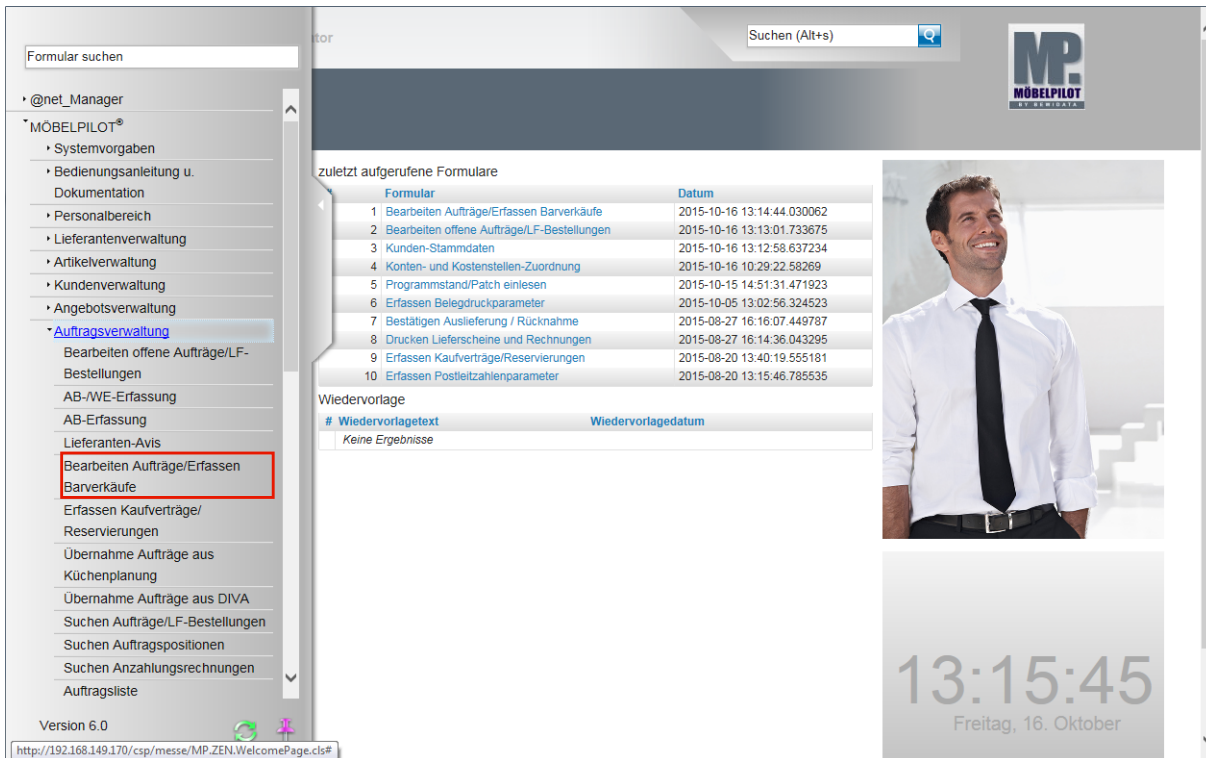 tor
Suchen (Alt+s)
MP.
MÖBELPILOT
BY BEWIDATA
Formular suchen
@net_Manager
MÖBELPILOT®
Systemvorgaben
Bedienungsanleitung u.
Dokumentation
Personalbereich
Lieferantenverwaltung
Artikelverwaltung
Kundenverwaltung
Angebotsverwaltung
Auftragsverwaltung
Bearbeiten offene Aufträge/LF-
Bestellungen
AB-/WE-Erfassung
AB-Erfassung
Lieferanten-Avis
Bearbeiten Aufträge/Erfassen
Barverkäufe
Erfassen Kaufverträge/
Reservierungen
Übernahme Aufträge aus
Küchenplanung
Übernahme Aufträge aus DIVA
Suchen Aufträge/LF-Bestellungen
Suchen Auftragspositionen
Suchen Anzahlungsrechnungen
Auftragsliste
Version 6.0
http://192.168.149.170/csp/messe/MP.ZEN.WelcomePage.cls#
zuletzt aufgerufene Formulare
# Formular Datum
1 Bearbeiten Aufträge/Erfassen Barverkäufe 2015-10-16 13:14:44.030062
2 Bearbeiten offene Aufträge/LF-Bestellungen 2015-10-16 13:13:01.733675
3 Kunden-Stammdaten 2015-10-16 13:12:58.637234
4 Konten- und Kostenstellen-Zuordnung 2015-10-16 10:29:22.58269
5 Programmstand/Patch einlesen 2015-10-15 14:51:31.471923
6 Erfassen Belegdruckparameter 2015-10-05 13:02:56.324523
7 Bestätigen Auslieferung / Rücknahme 2015-08-27 16:16:07.449787
8 Drucken Lieferscheine und Rechnungen 2015-08-27 16:14:36.043295
9 Erfassen Kaufverträge/Reservierungen 2015-08-20 13:40:19.555181
10 Erfassen Postleitzahlenparameter 2015-08-20 13:15:46.785535
Wiedervorlage
# Wiedervorlagetext Wiedervorlagedatum
Keine Ergebnisse
13:15:45
Freitag, 16. Oktober